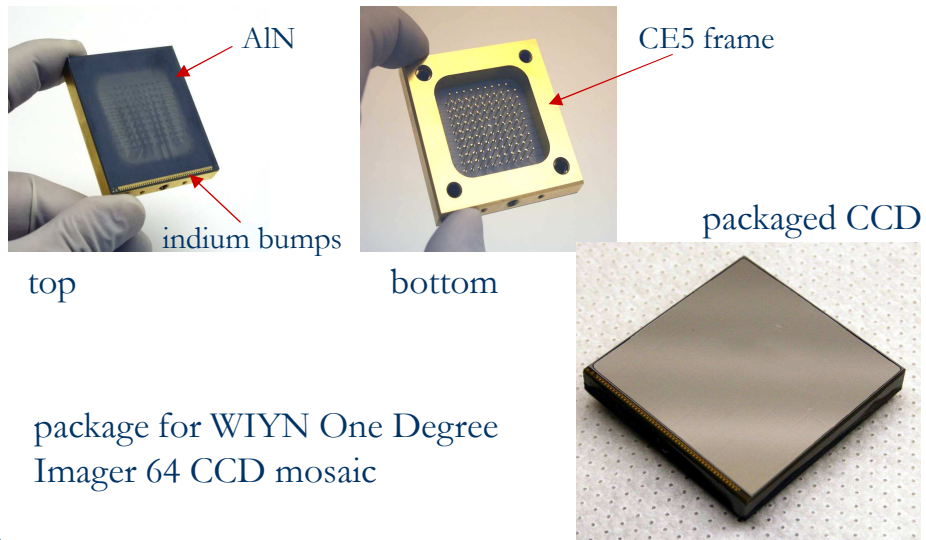 AlN
CE5 frame
indium bumps
packaged CCD
top
bottom
package for WIYN One Degree
Imager 64 CCD mosaic